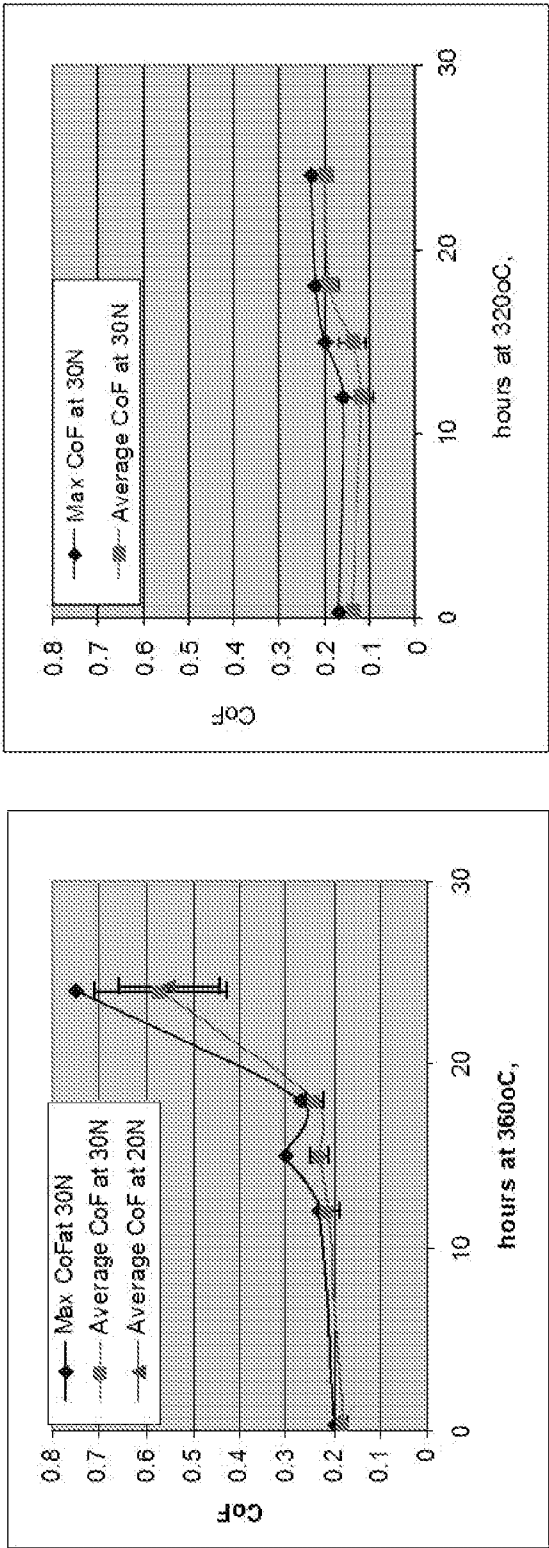 Max CoFat 30N
Average CoF at 30N
Average CoF at 20N
CoF
0.8
0.7
0.6
0.5
0.4
0.3
0.2
0.1
0
0
10
20
30
hours at 360oC,
Max CoF at 30N
Average CoF at 30N
CoF
0.8
0.7
0.6
0.5
0.4
0.3
0.2
0.1
0
0
10
20
30
hours at 320oC,